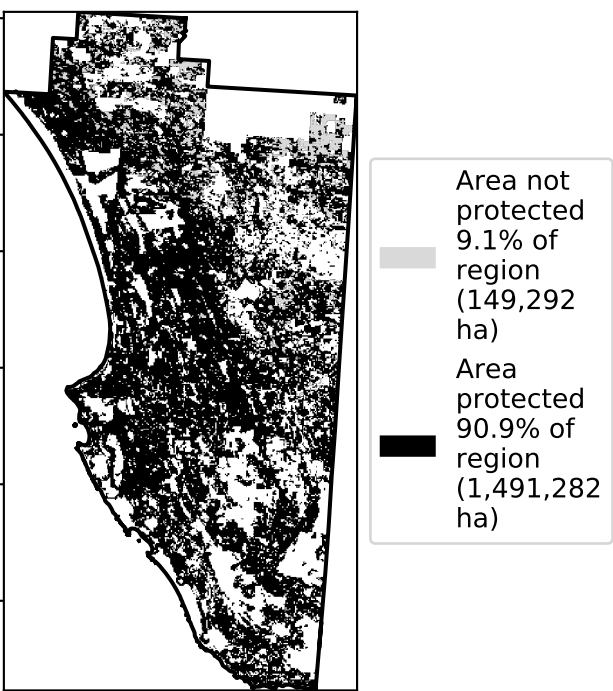 Area not
protected
9.1% of
region
(149,292
ha)
Area
protected
90.9% of
region
(1,491,282
ha)